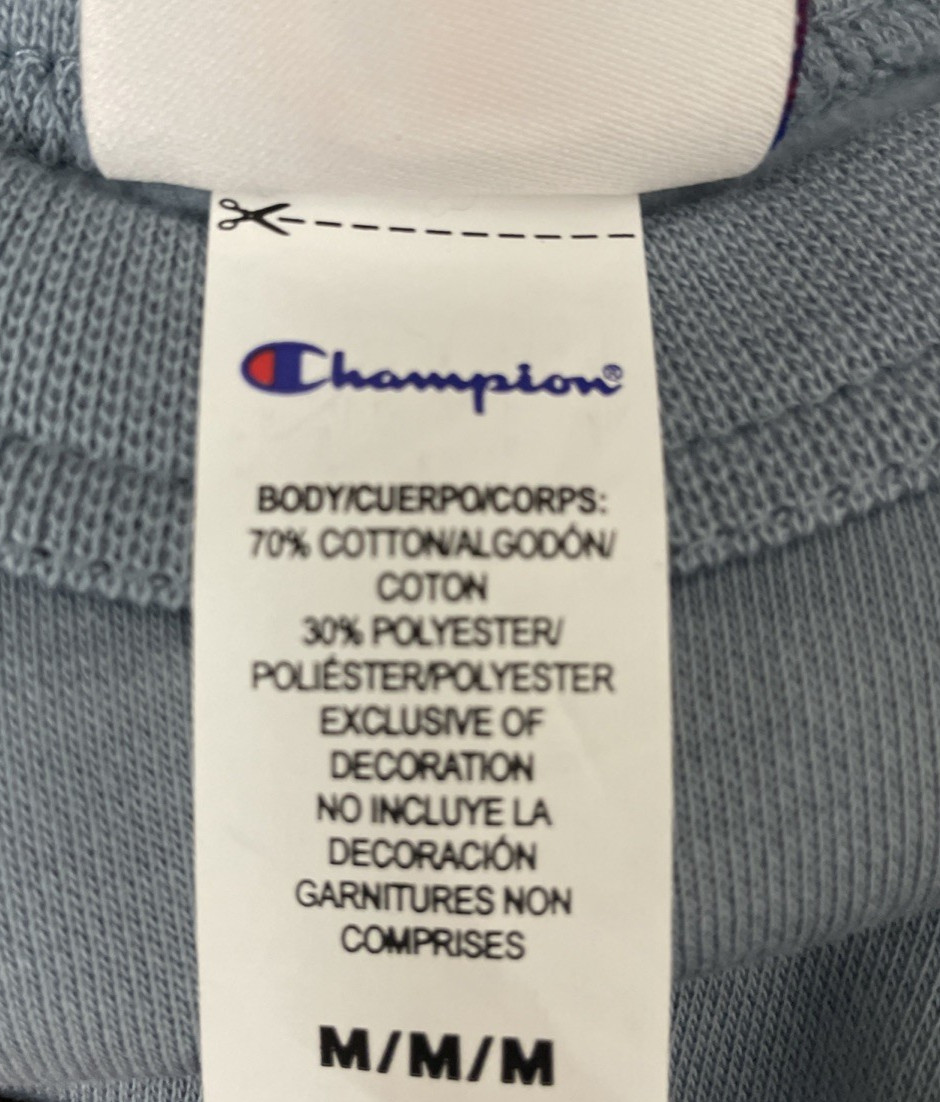 Champion®
BODY/CUERPO/CORPS:
70% COTTON/ALGODÓN/
COTON
30% POLYESTER/
POLIÉSTER/POLYESTER
EXCLUSIVE OF
DECORATION
NO INCLUYE LA
DECORACIÓN
GARNITURES NON
COMPRISES
M/M/M